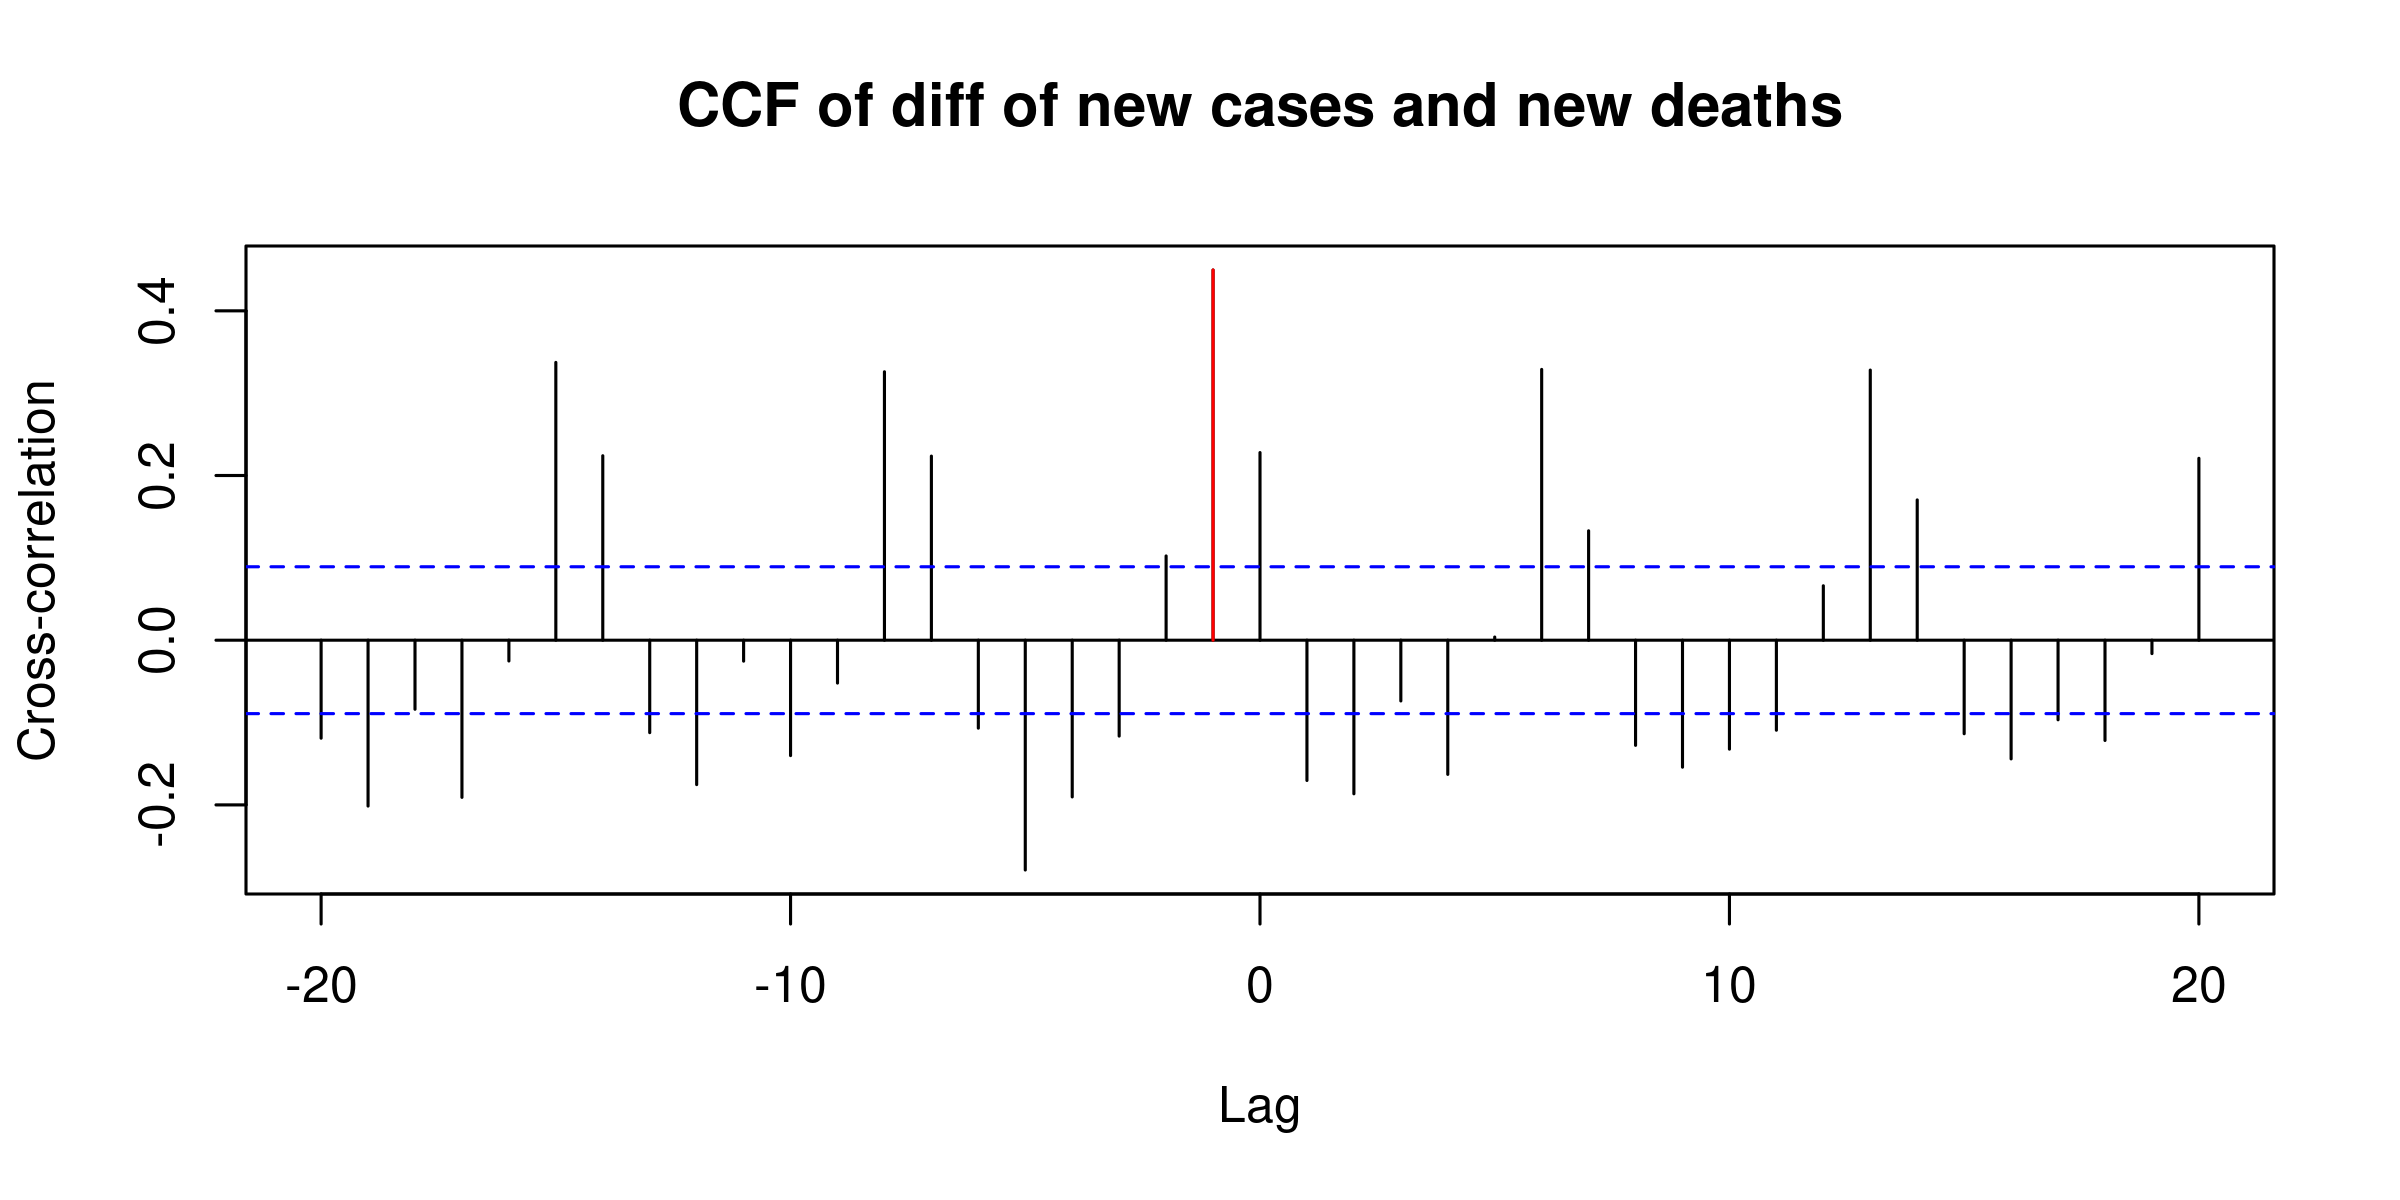 CCF of diff of new cases and new deaths
Cross-correlation
0.4
0.2
0.0
-0.2
-20 -10 0 10 20
Lag